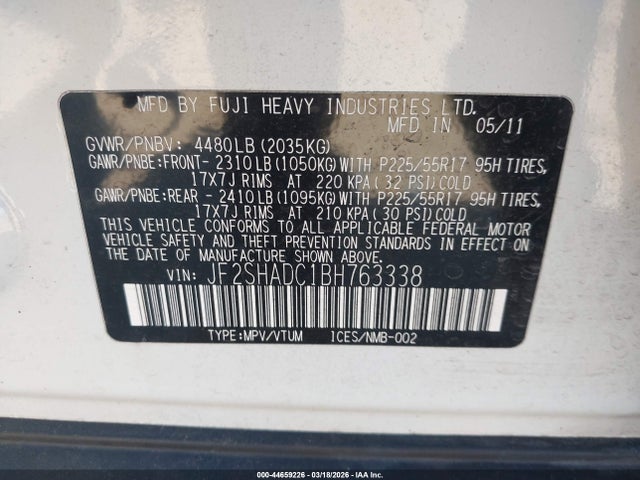 MFD BY FUJI HEAVY INDUSTRIES LTD.
MFD IN 05/11
GVWR/PNBV: 4480LB (2035KG)
GAWR/PNBE:FRONT- 2310LB(1050KG)WITH P225/55R17 95H TIRES,
17X7J RIMS AT 220 KPA(32 PSI)COLD
GAWR/PNBE:REAR - 2410LB(1095KG)WITH P225/55R17 95H TIRES,
17X7J RIMS AT 210 KPA(30 PSI)COLD
THIS VEHICLE CONFORMS TO ALL APPLICABLE FEDERAL MOTOR
VEHICLE SAFETY AND THEFT PREVENTION STANDARDS IN EFFECT ON
THE DATE OF MANUFACTURE SHOWN ABOVE.
VIN: JF2SHADC1BH763338
TYPE:MPV/VTUM ICES/NMB-002
000-44659226 | 03/18/2026 | IAA Inc.